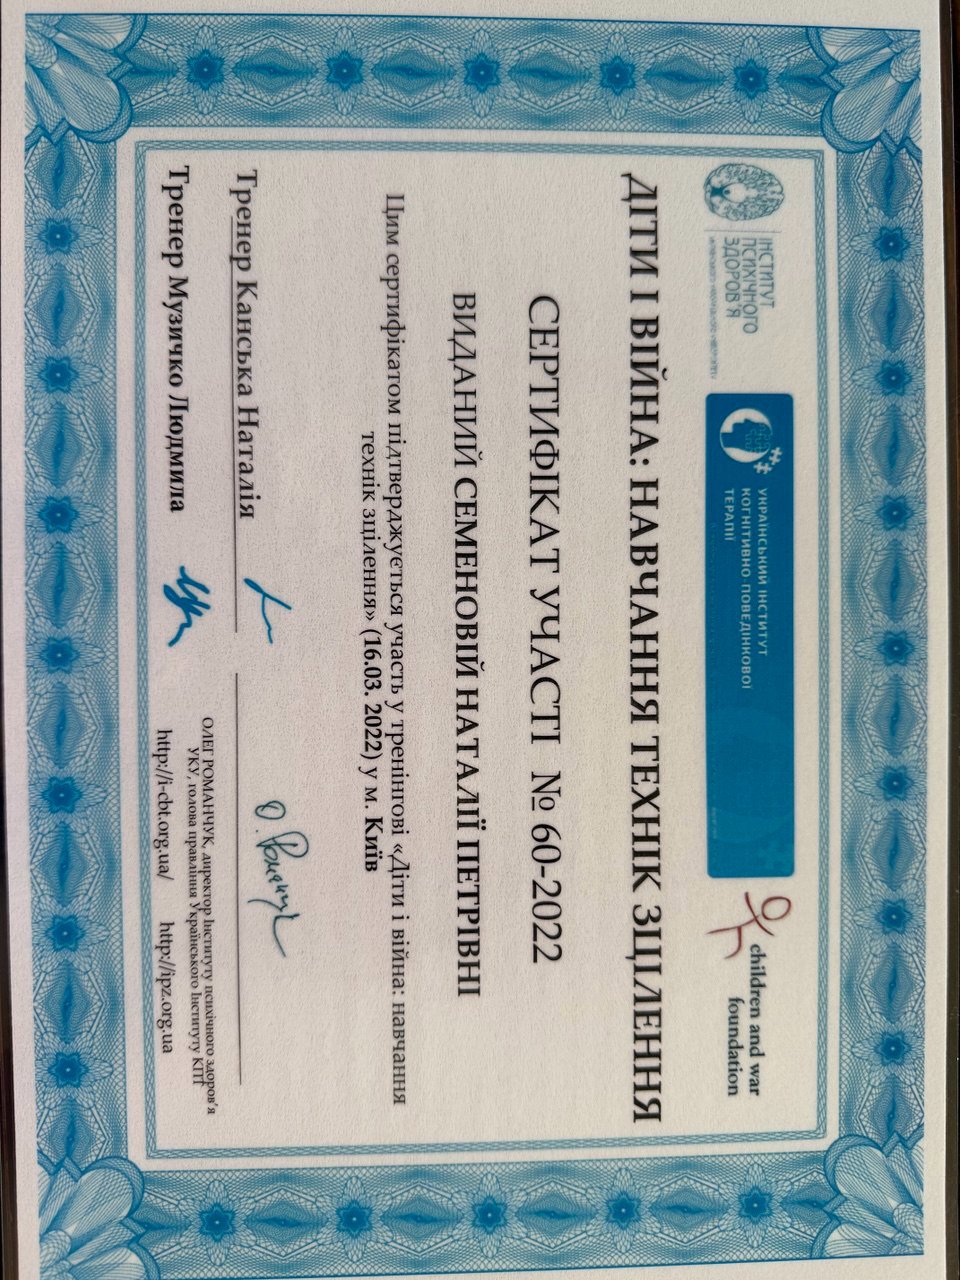 ІНСТИТУТ
ПСИХІЧНОГО
ЗДОРОВ'Я
УКРАЇНСЬКИЙ ІНСТИТУТ
КОГНІТИВНО-ПОВЕДІНКОВОЇ
ТЕРАПІЇ
children and war
foundation
ДІТИ І ВІЙНА: НАВЧАННЯ ТЕХНІК ЗЦІЛЕННЯ
СЕРТИФІКАТ УЧАСТІ № 60-2022
ВИДАНИЙ СЕМЕНОВІЙ НАТАЛІЇ ПЕТРІВНІ
Цим сертифікатом підтверджується участь у тренінгові «Діти і війна: навчання
технік зцілення» (16.03. 2022) у м. Київ
Тренер Канська Наталія
Тренер Музичко Людмила
О. Романчук
ОЛЕГ РОМАНЧУК, директор Інституту психічного здоров'я
УКУ, голова правління Українського Інституту КПТ
http://i-cbt.org.ua/ http://ipz.org.ua